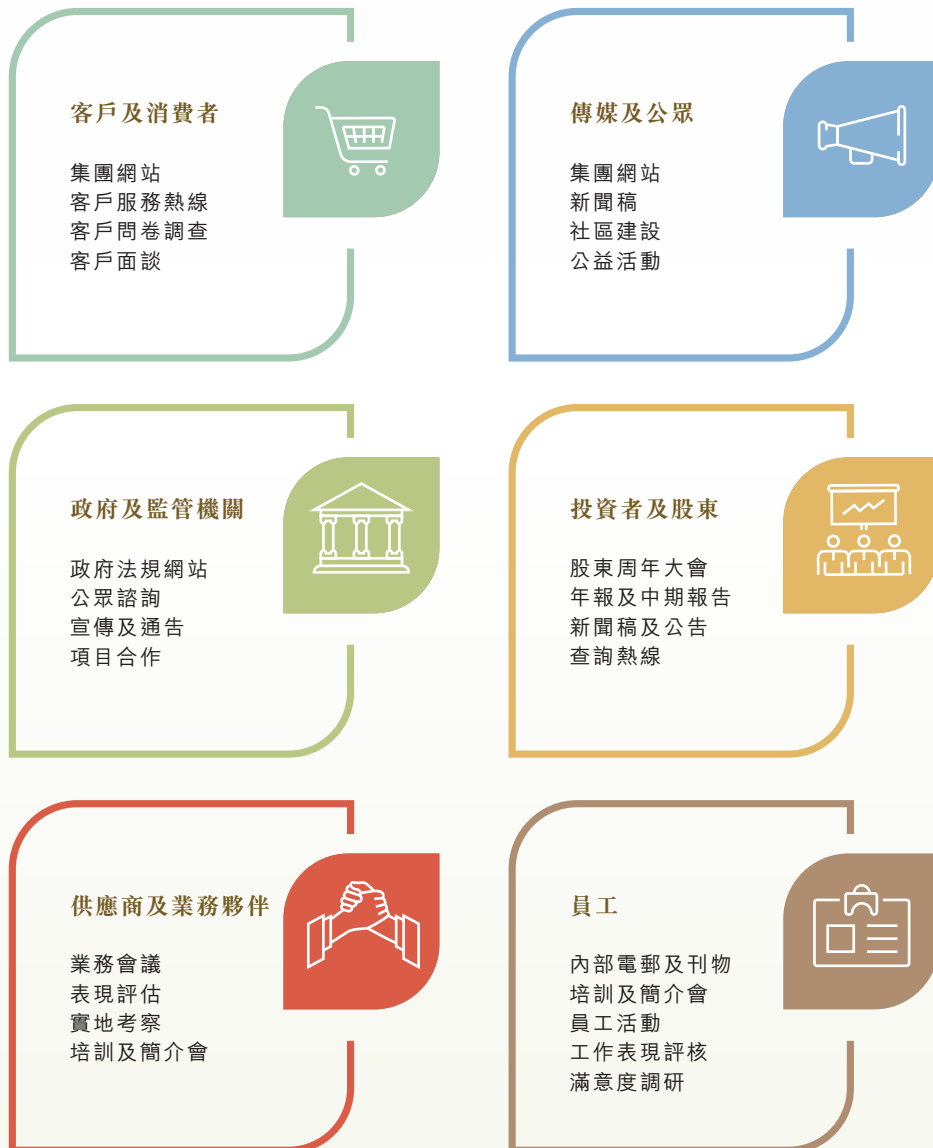 客戶及消費者
集團網站
客戶服務熱線
客戶問卷調查
客戶面談
傳媒及公眾
集團網站
新聞稿
社區建設
公益活動
政府及監管機關
政府法規網站
公眾諮詢
宣傳及通告
項目合作
投資者及股東
股東周年大會
年報及中期報告
新聞稿及公告
查詢熱線
供應商及業務夥伴
業務會議
表現評估
實地考察
培訓及簡介會
員工
內部電郵及刊物
培訓及簡介會
員工活動
工作表現評核
滿意度調研